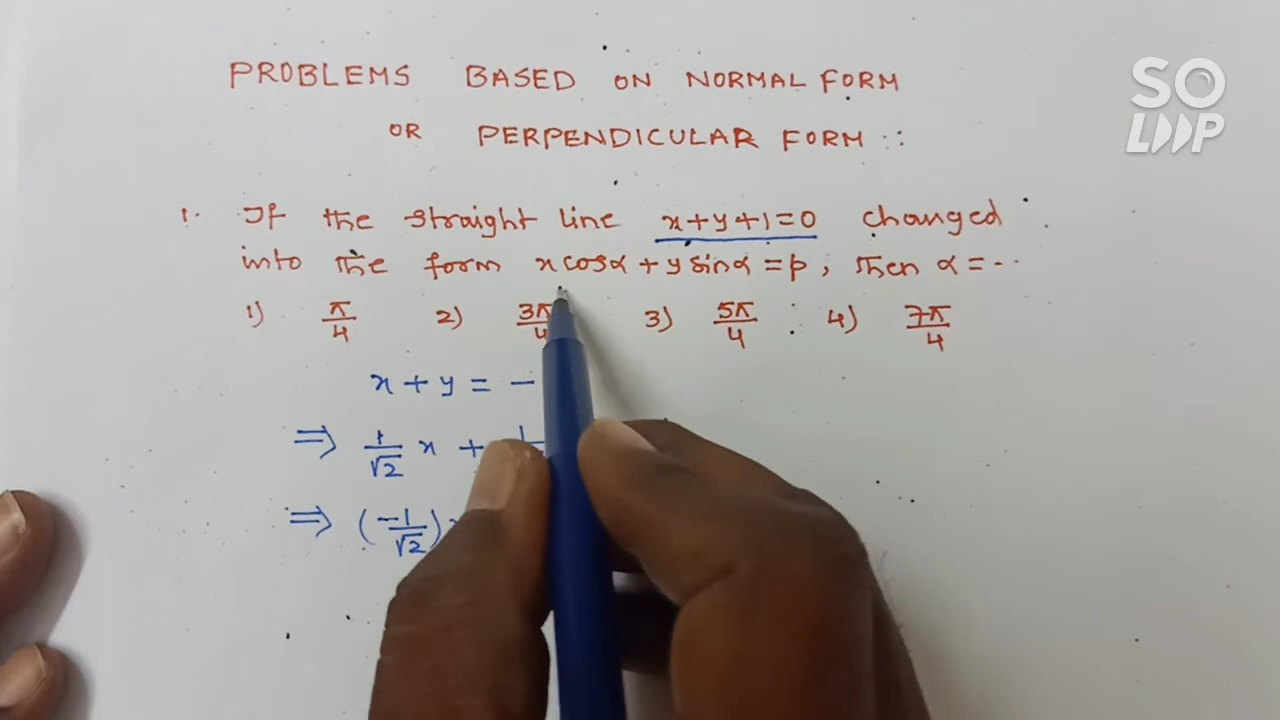 PROBLEMS BASED ON NORMAL FORM
OR PERPENDICULAR FORM ::
SO
LOOP
1. If the straight line x+y+1=0 changed
into the form x cosα + y sinα = p, then α = ---
1) π/4 2) 3π/4 3) 5π/4 4) 7π/4
x + y = -
⇒ 1/√2 x + 1
⇒ (-1/√2)